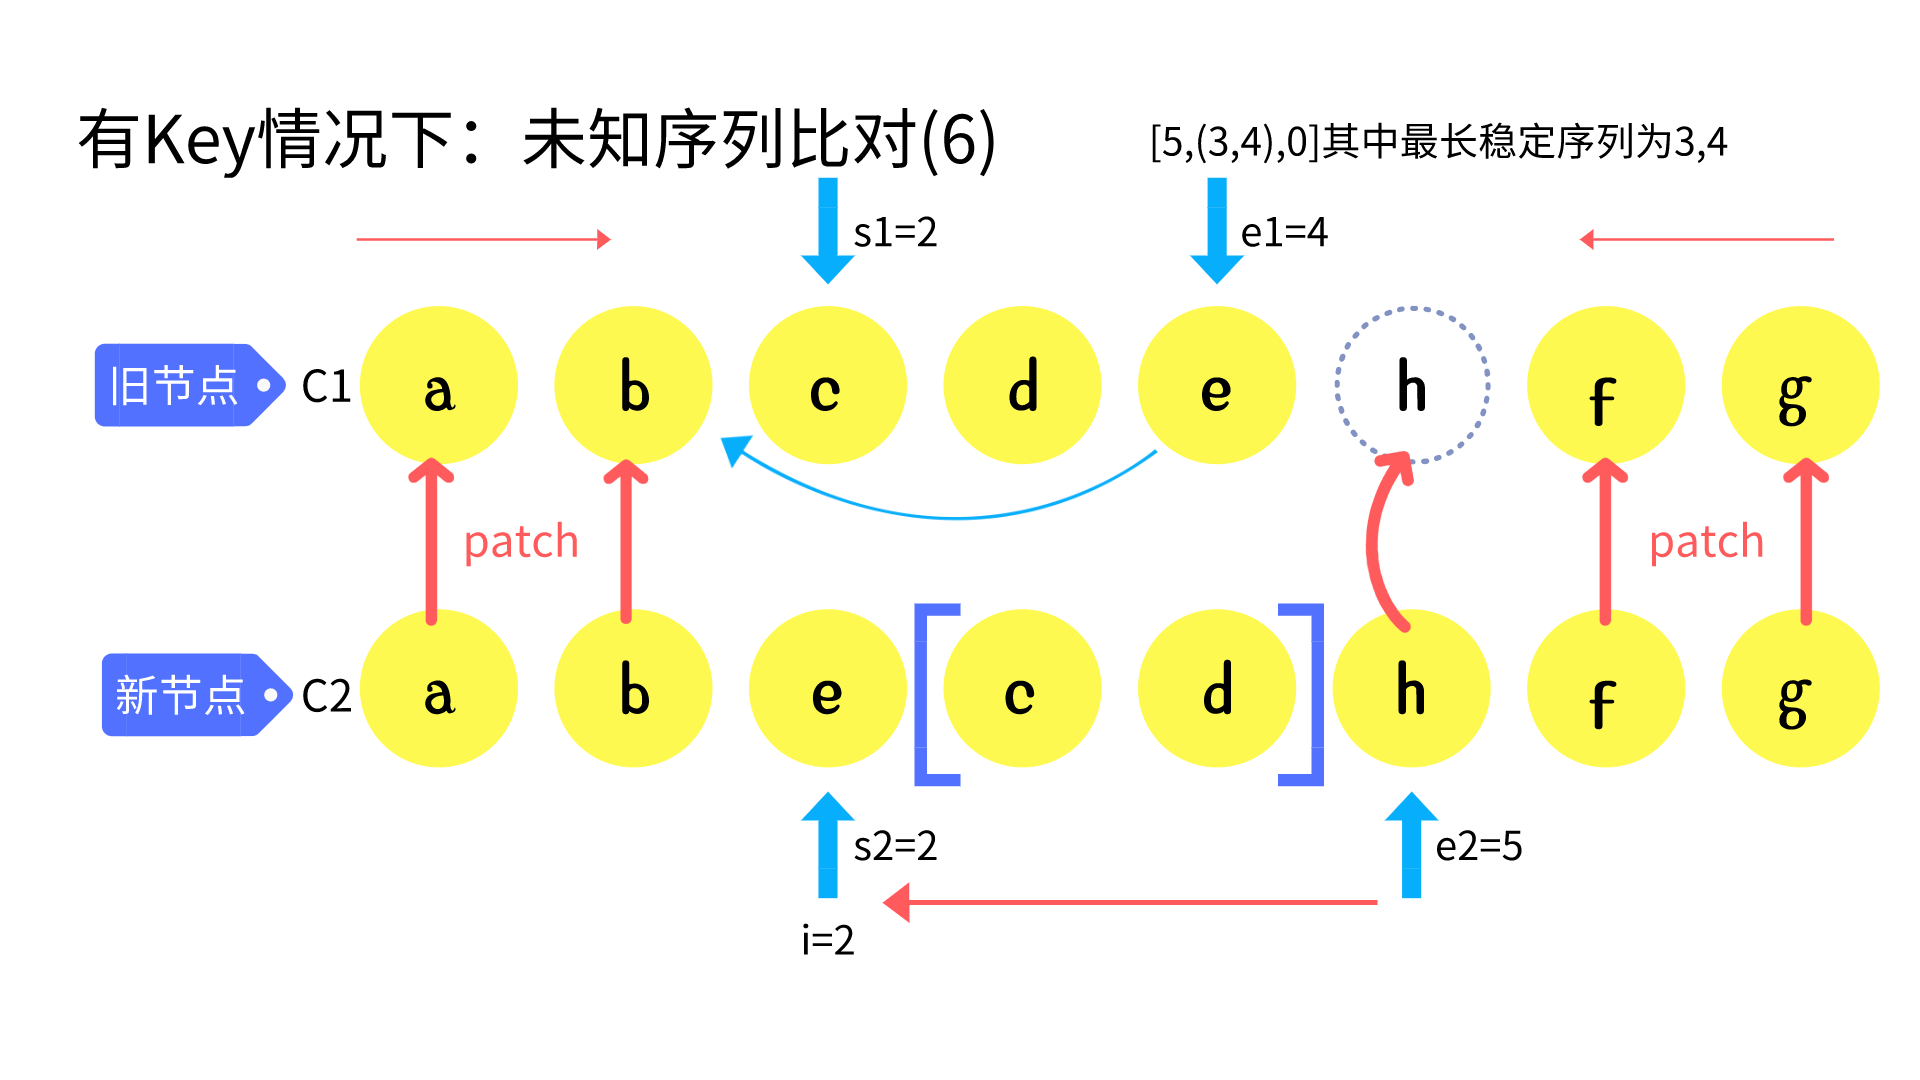 有Key情况下：未知序列比对(6)
[5,(3,4),0]其中最长稳定序列为3,4
s1=2
e1=4
旧节点 C1 a b c d e h f g
patch
patch
新节点 C2 a b e c d h f g
s2=2
e2=5
i=2